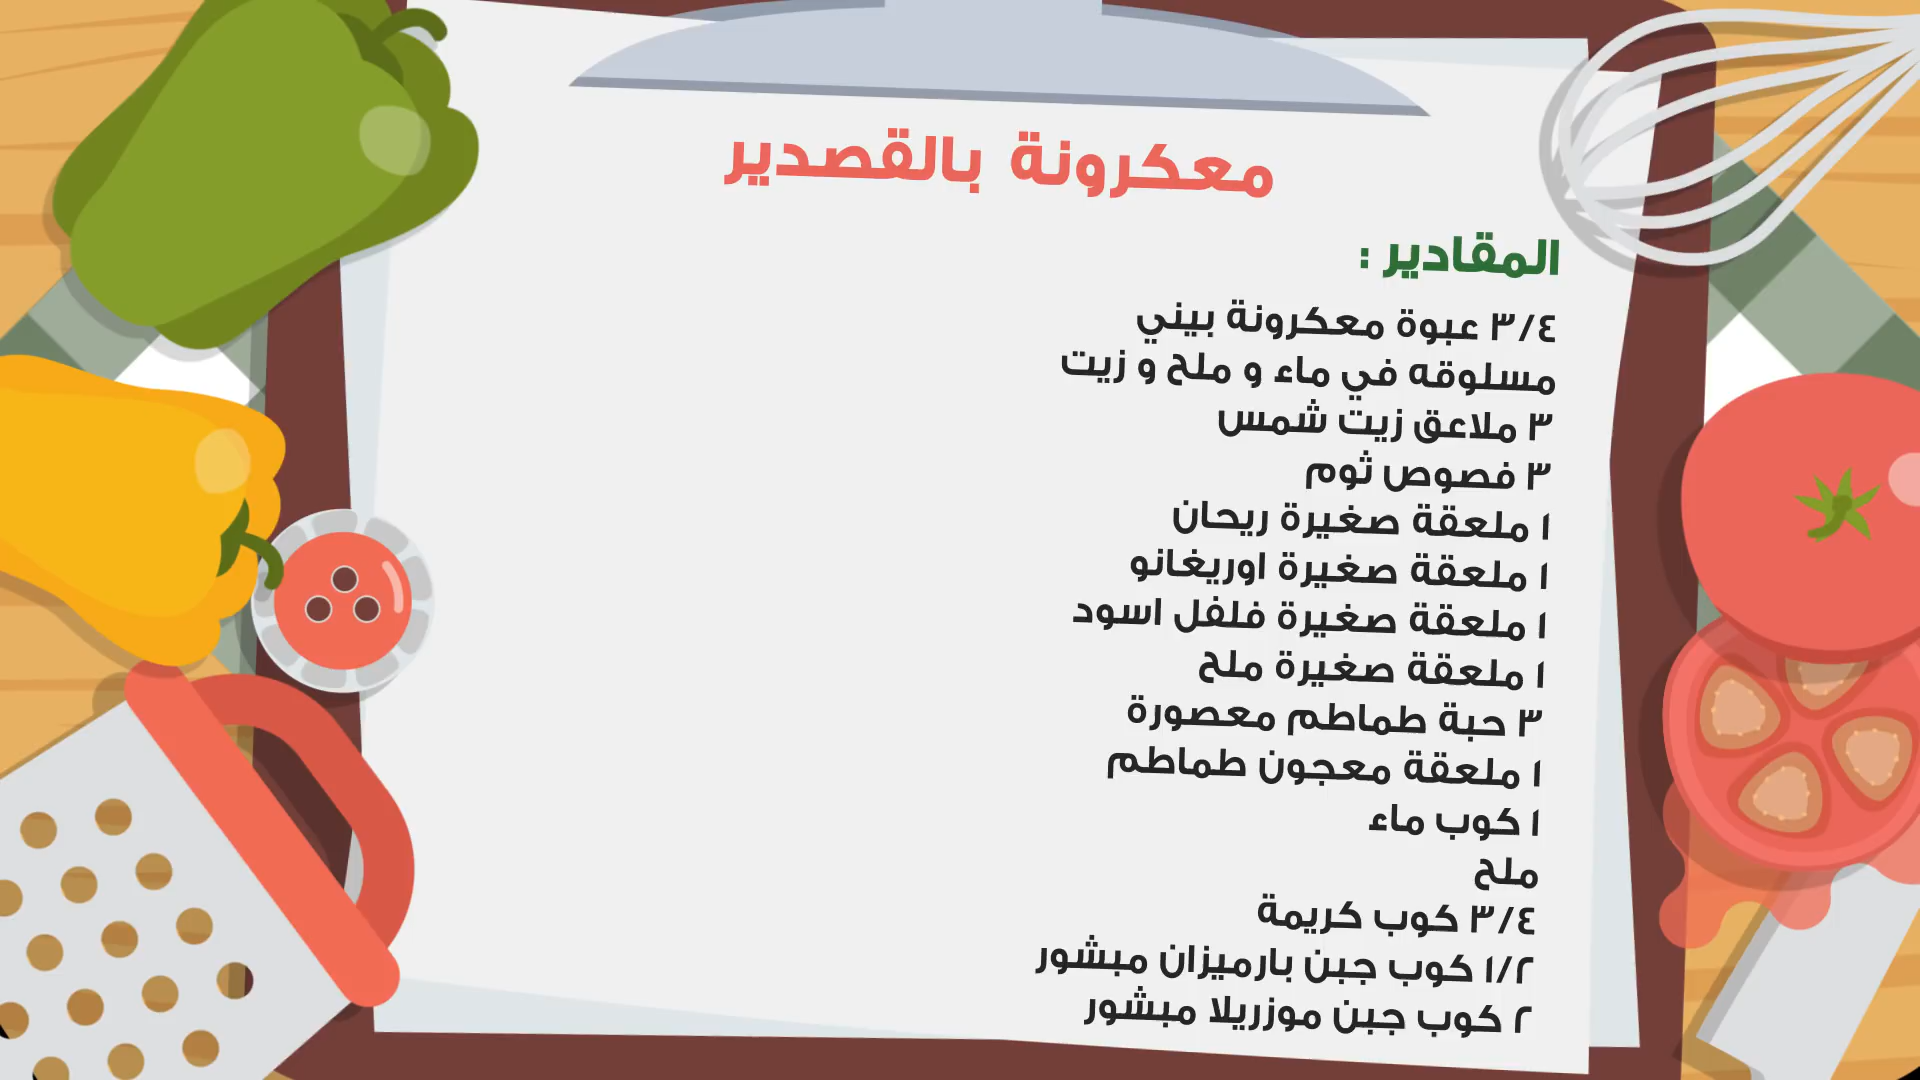 معكرونة بالقصدير
المقادير :
٣/٤ عبوة معكرونة بيني
مسلوقه في ماء و ملح و زيت
٣ ملاعق زيت شمس
٣ فصوص ثوم
١ ملعقة صغيرة ريحان
١ ملعقة صغيرة اوريغانو
١ ملعقة صغيرة فلفل اسود
١ ملعقة صغيرة ملح
٣ حبة طماطم معصورة
١ ملعقة معجون طماطم
١ كوب ماء
ملح
٣/٤ كوب كريمة
١/٢ كوب جبن بارميزان مبشور
٢ كوب جبن موزريلا مبشور